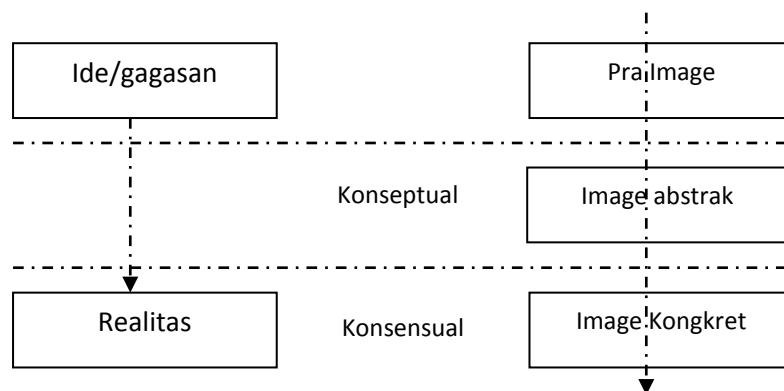 Ide/gagasan
Pra Image
Konseptual
Image abstrak
Realitas
Konsensual
Image Kongkret